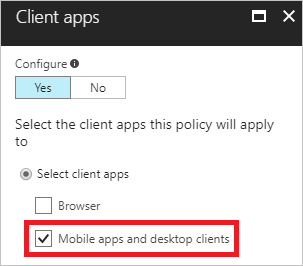 Client apps
Configure
Yes No
Select the client apps this policy will apply
to
Select client apps
Browser
Mobile apps and desktop clients